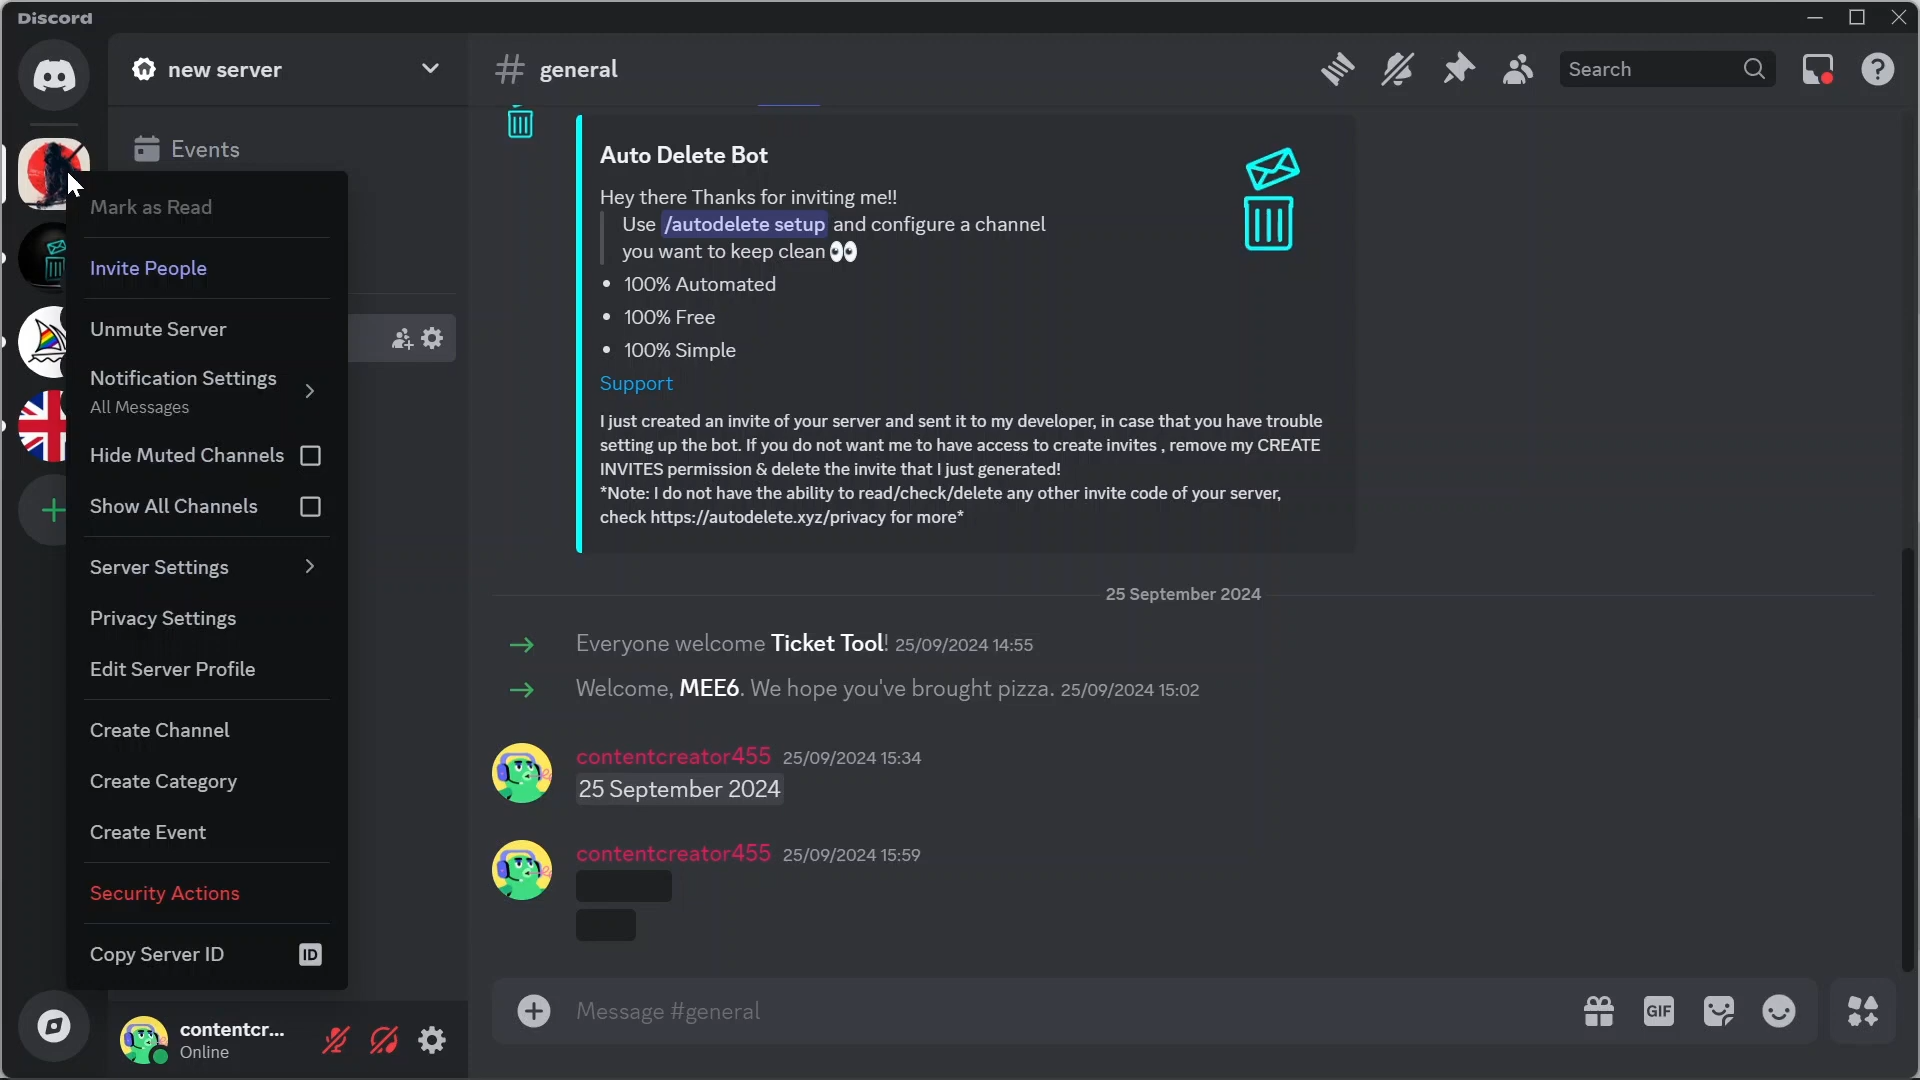 Discord
new server
# general
Search
Events
Mark as Read
Invite People
Unmute Server
Notification Settings
All Messages
Hide Muted Channels
Show All Channels
Server Settings
Privacy Settings
Edit Server Profile
Create Channel
Create Category
Create Event
Security Actions
Copy Server ID
ID
contentcr...
Online
Auto Delete Bot
Hey there Thanks for inviting me!!
Use /autodelete setup and configure a channel
you want to keep clean 👀
• 100% Automated
• 100% Free
• 100% Simple
Support
I just created an invite of your server and sent it to my developer, in case that you have trouble
setting up the bot. If you do not want me to have access to create invites , remove my CREATE
INVITES permission & delete the invite that I just generated!
*Note: I do not have the ability to read/check/delete any other invite code of your server,
check https://autodelete.xyz/privacy for more*
25 September 2024
Everyone welcome Ticket Tool! 25/09/2024 14:55
Welcome, MEE6. We hope you've brought pizza. 25/09/2024 15:02
contentcreator455 25/09/2024 15:34
25 September 2024
contentcreator455 25/09/2024 15:59
Message #general
GIF